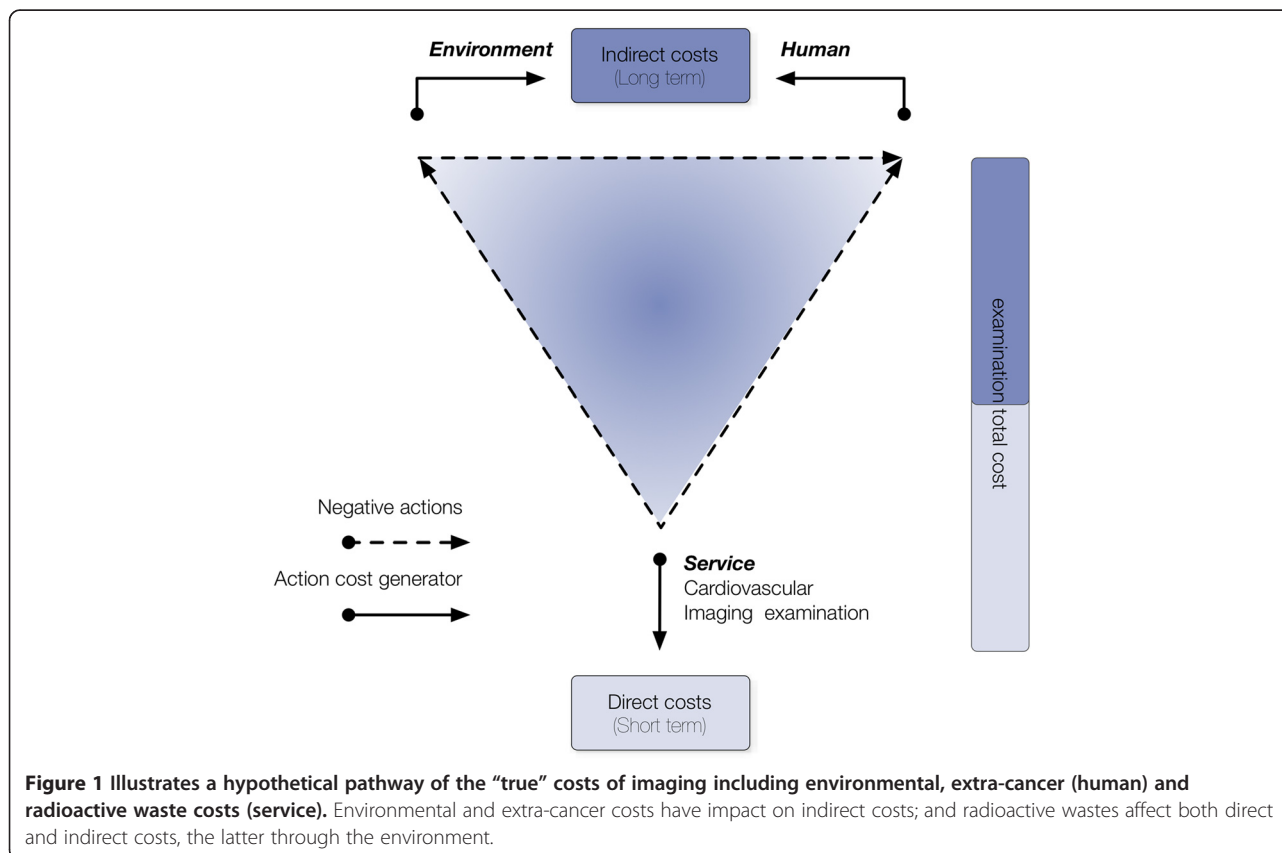 Environment
Indirect costs
(Long term)
Human
examination total cost
Negative actions
Action cost generator
Service
Cardiovascular
Imaging examination
Direct costs
(Short term)
Figure 1 Illustrates a hypothetical pathway of the “true” costs of imaging including environmental, extra-cancer (human) and
radioactive waste costs (service). Environmental and extra-cancer costs have impact on indirect costs; and radioactive wastes affect both direct
and indirect costs, the latter through the environment.